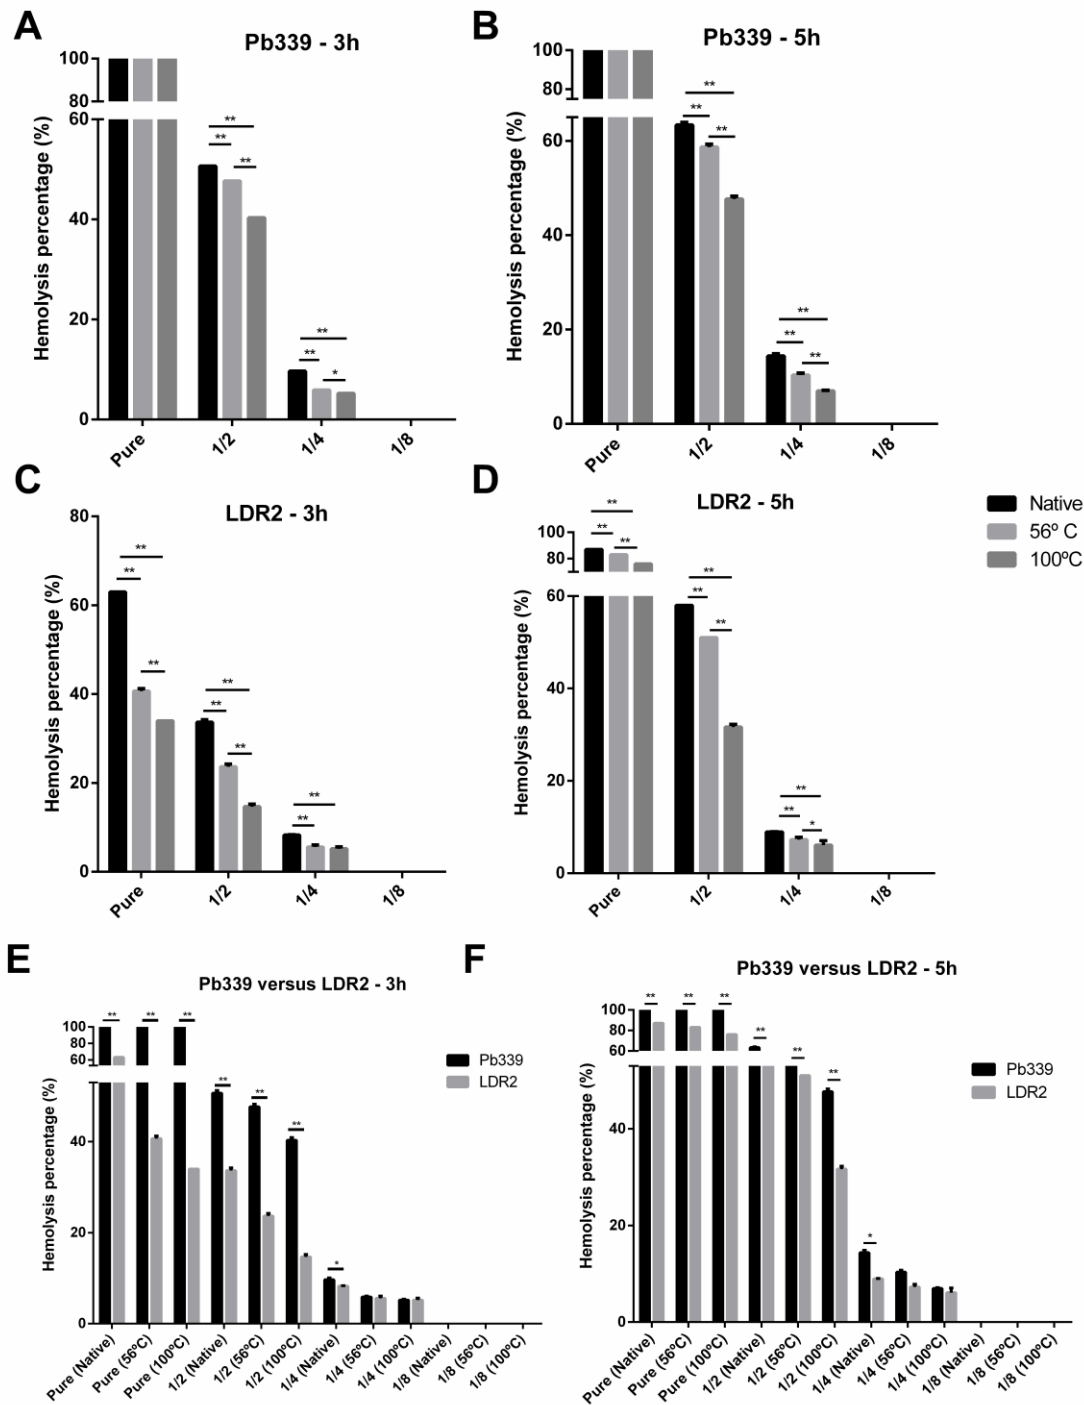 A
Pb339 - 3h
Hemolysis percentage (%)
100
80
60
40
20
0
** ** **
** ** *
Pure 1/2 1/4 1/8
B
Pb339 - 5h
Hemolysis percentage (%)
100
80
60
40
20
0
** ** **
** ** **
Pure 1/2 1/4 1/8
C
LDR2 - 3h
Hemolysis percentage (%)
80
60
40
20
0
** ** **
** ** **
** **
Pure 1/2 1/4 1/8
D
LDR2 - 5h
Hemolysis percentage (%)
100
80
60
40
20
0
** ** **
** ** **
** ** *
Pure 1/2 1/4 1/8
Native
56º C
100ºC
E
Pb339 versus LDR2 - 3h
Hemolysis percentage (%)
100
80
60
40
20
0
** ** ** ** ** ** *
Pb339
LDR2
Pure (Native)
Pure (56ºC)
Pure (100ºC)
1/2 (Native)
1/2 (56ºC)
1/2 (100ºC)
1/4 (Native)
1/4 (56ºC)
1/4 (100ºC)
1/8 (Native)
1/8 (56ºC)
1/8 (100ºC)
F
Pb339 versus LDR2 - 5h
Hemolysis percentage (%)
100
80
60
40
20
0
** ** ** ** ** ** *
Pb339
LDR2
Pure (Native)
Pure (56ºC)
Pure (100ºC)
1/2 (Native)
1/2 (56ºC)
1/2 (100ºC)
1/4 (Native)
1/4 (56ºC)
1/4 (100ºC)
1/8 (Native)
1/8 (56ºC)
1/8 (100ºC)